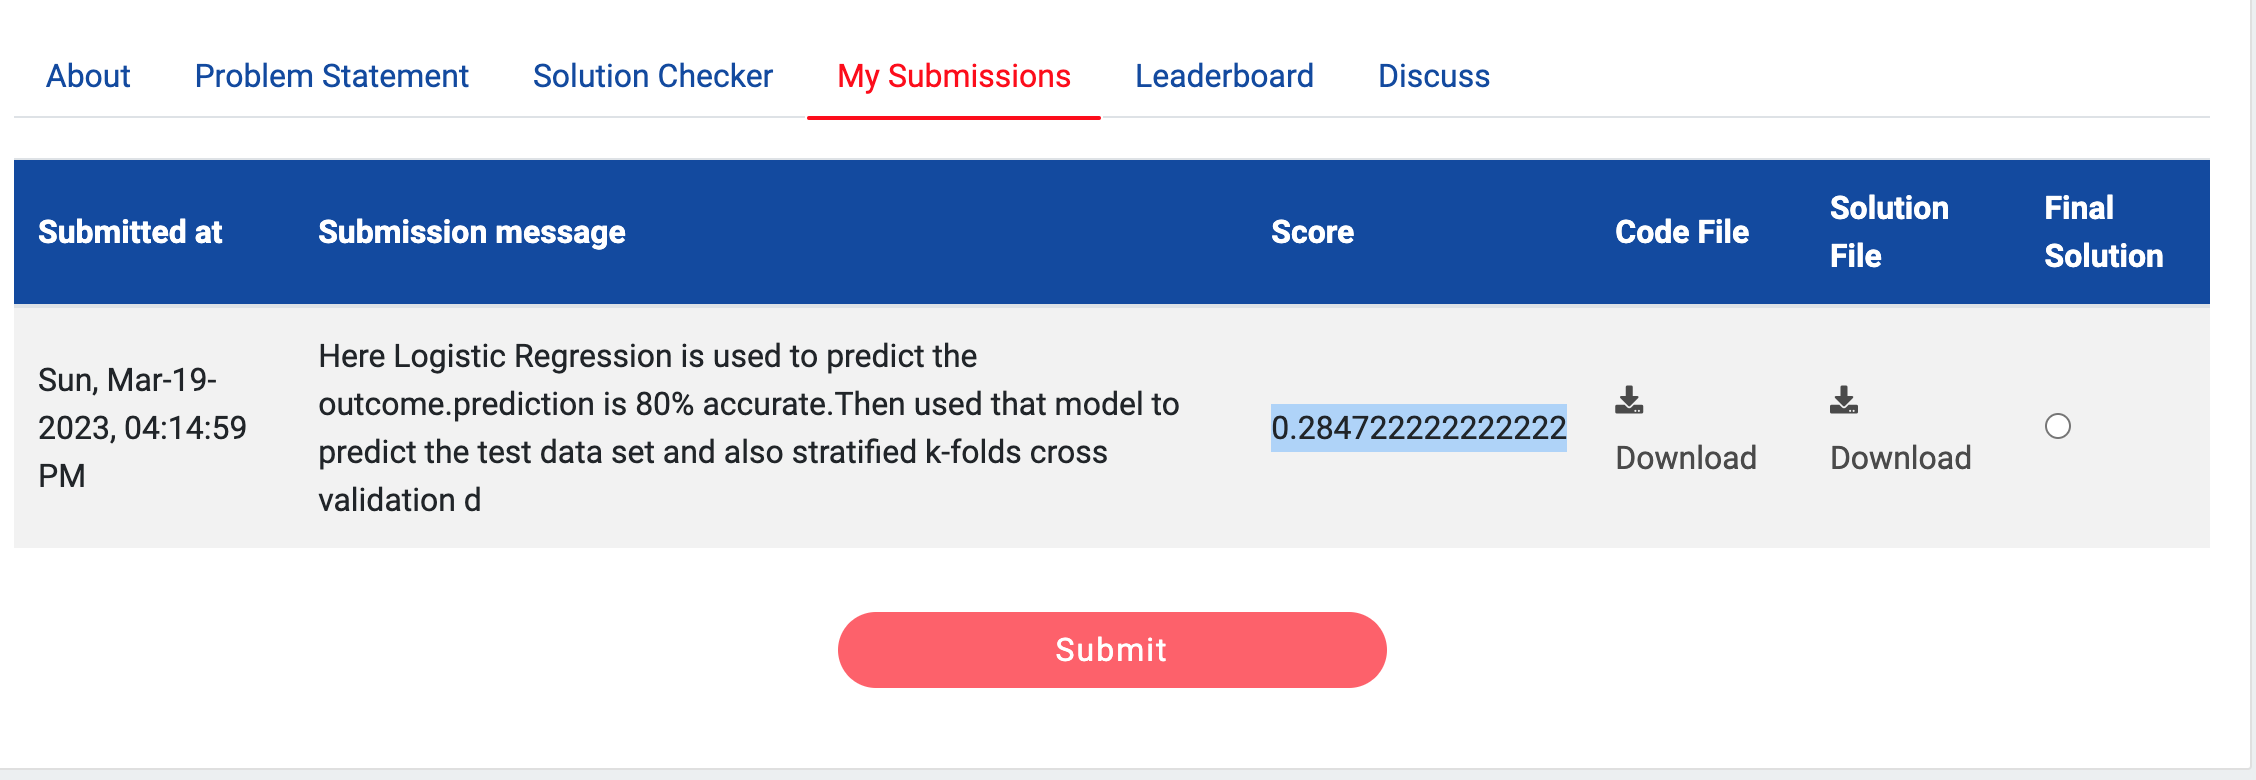 About Problem Statement Solution Checker My Submissions Leaderboard Discuss
Submitted at Submission message Score Code File Solution File Final Solution
Sun, Mar-19-
2023, 04:14:59
PM
Here Logistic Regression is used to predict the
outcome.prediction is 80% accurate.Then used that model to
predict the test data set and also stratified k-folds cross
validation d
0.284722222222222
Download
Download
Submit